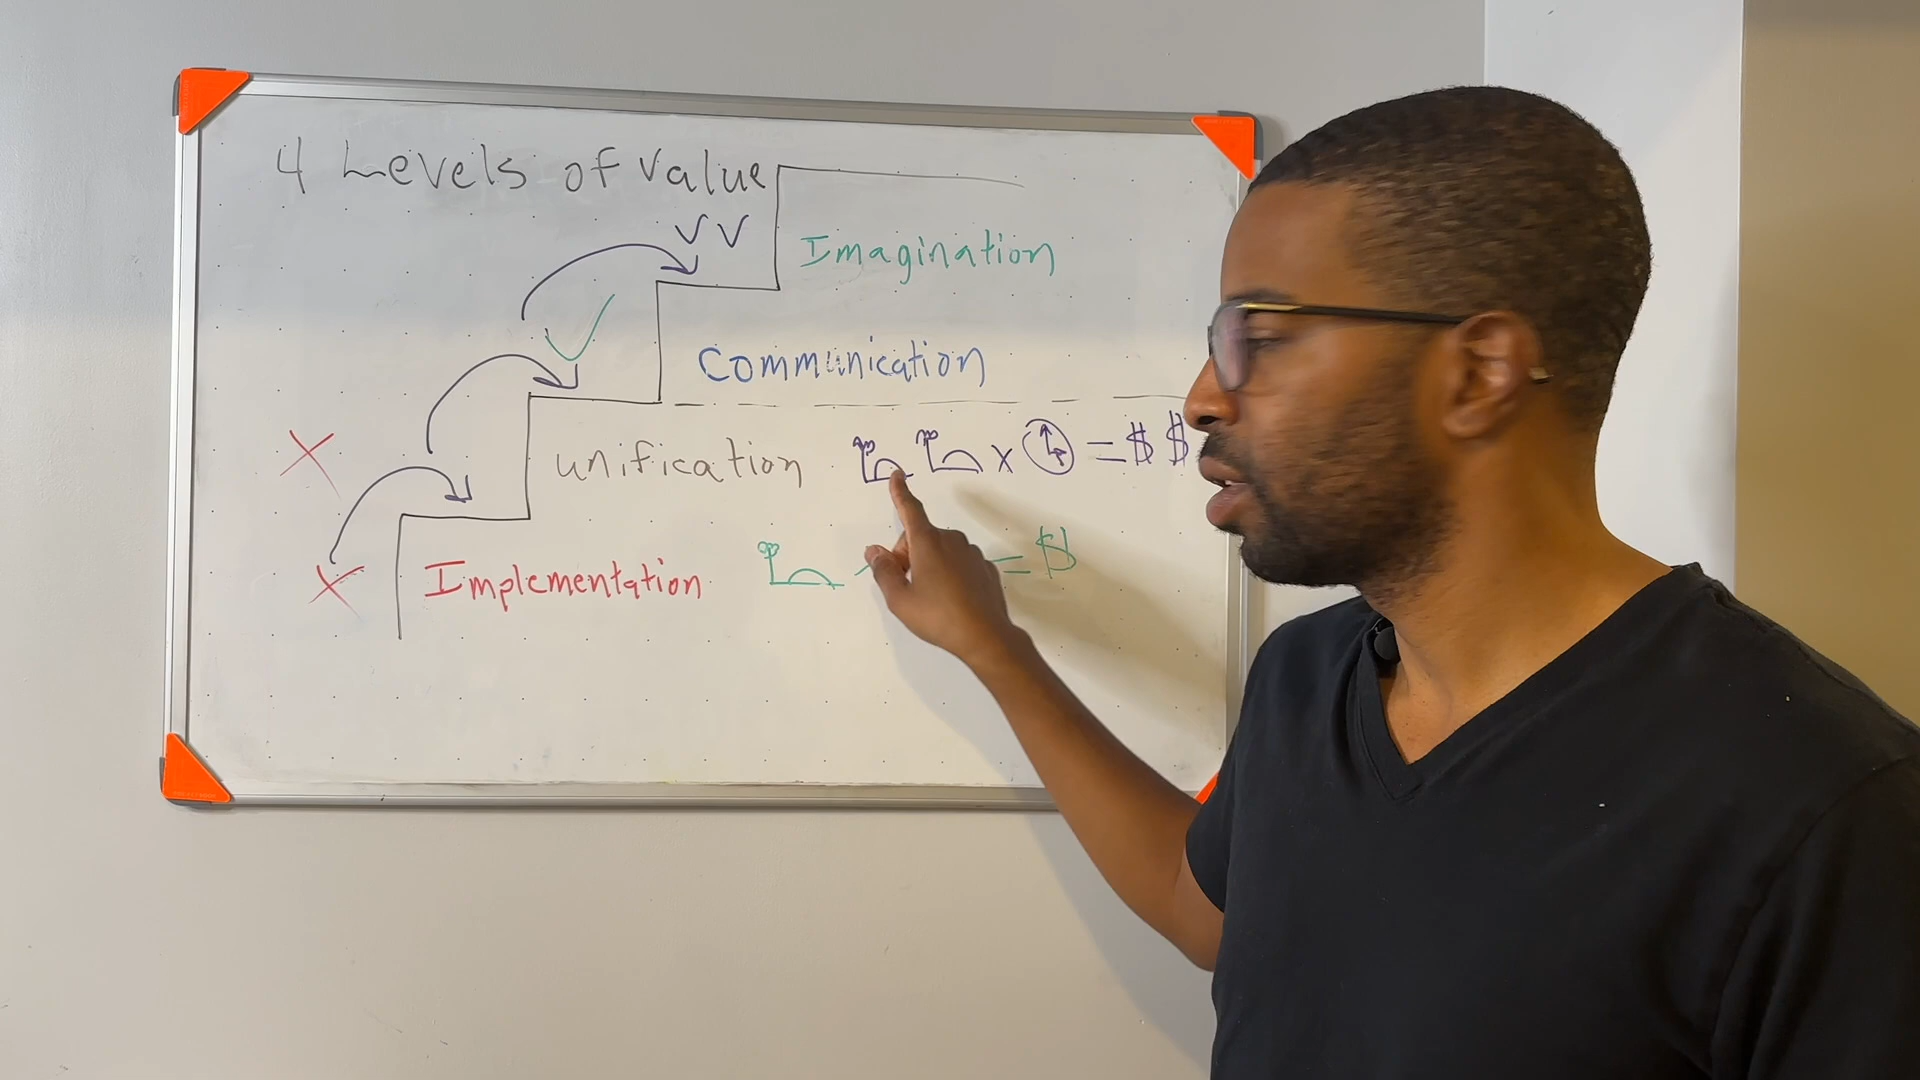 4 Levels of value
Imagination
Communication
unification x = $ $
Implementation = $